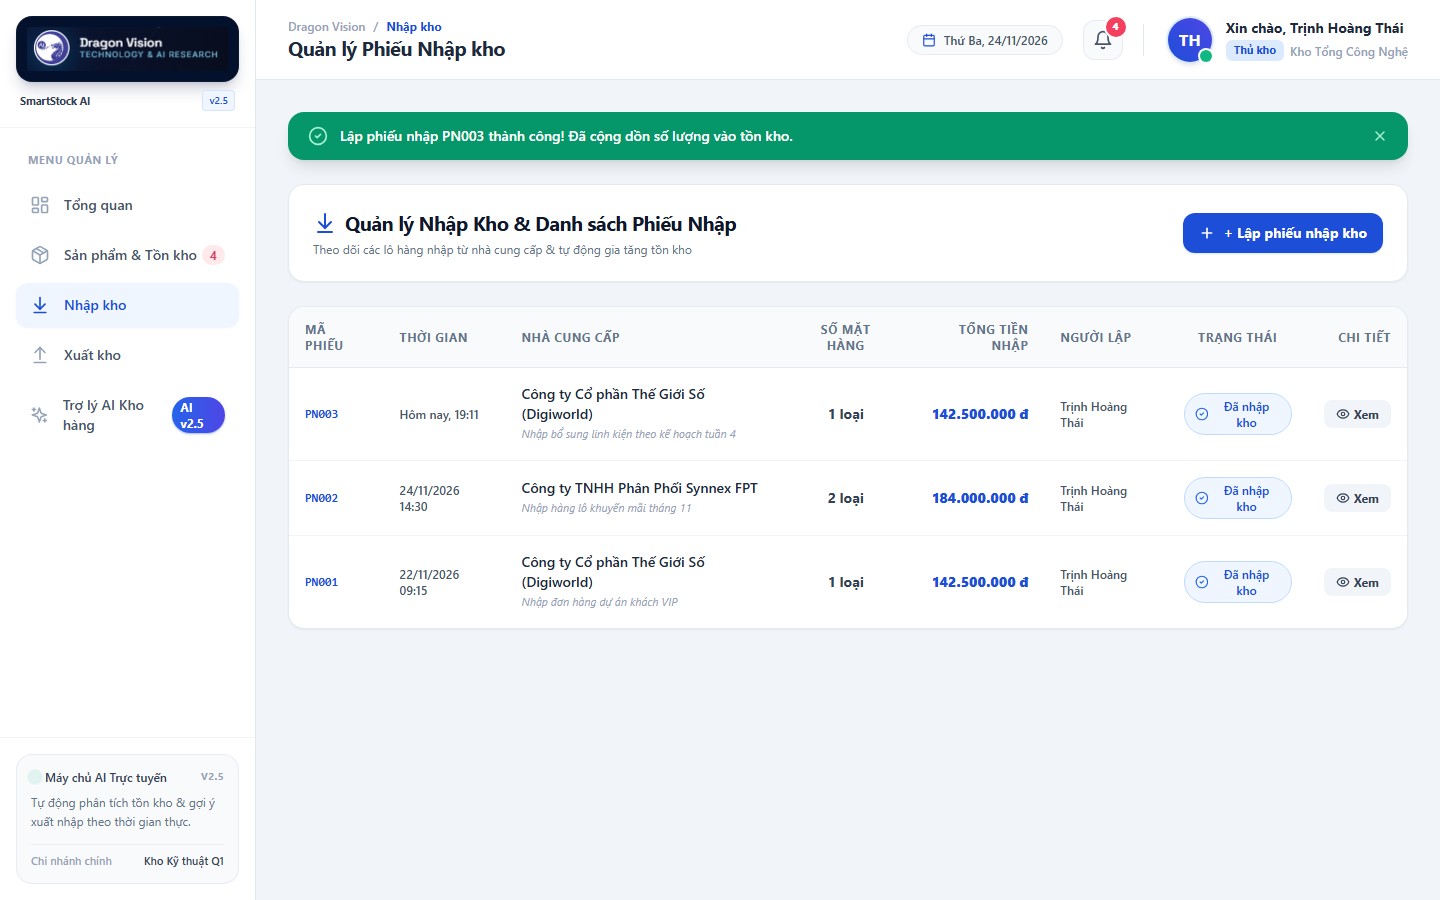 Dragon Vision
TECHNOLOGY & AI RESEARCH
SmartStock AI
v2.5
MENU QUẢN LÝ
Tổng quan
Sản phẩm & Tồn kho
4
Nhập kho
Xuất kho
Trợ lý AI Kho
hàng
AI
v2.5
Máy chủ AI Trực tuyến
V2.5
Tự động phân tích tồn kho & gợi ý
xuất nhập theo thời gian thực.
Chi nhánh chính
Kho Kỹ thuật Q1
Dragon Vision / Nhập kho
Quản lý Phiếu Nhập kho
Thứ Ba, 24/11/2026
4
TH
Xin chào, Trịnh Hoàng Thái
Thủ kho
Kho Tổng Công Nghệ
Lập phiếu nhập PN003 thành công! Đã cộng dồn số lượng vào tồn kho.
Quản lý Nhập Kho & Danh sách Phiếu Nhập
Theo dõi các lô hàng nhập từ nhà cung cấp & tự động gia tăng tồn kho
+ Lập phiếu nhập kho
MÃ
PHIẾU
THỜI GIAN
NHÀ CUNG CẤP
SỐ MẶT
HÀNG
TỔNG TIỀN
NHẬP
NGƯỜI LẬP
TRẠNG THÁI
CHI TIẾT
PN003
Hôm nay, 19:11
Công ty Cổ phần Thế Giới Số
(Digiworld)
Nhập bổ sung linh kiện theo kế hoạch tuần 4
1 loại
142.500.000 đ
Trịnh Hoàng
Thái
Đã nhập
kho
Xem
PN002
24/11/2026
14:30
Công ty TNHH Phân Phối Synnex FPT
Nhập hàng lô khuyến mãi tháng 11
2 loại
184.000.000 đ
Trịnh Hoàng
Thái
Đã nhập
kho
Xem
PN001
22/11/2026
09:15
Công ty Cổ phần Thế Giới Số
(Digiworld)
Nhập đơn hàng dự án khách VIP
1 loại
142.500.000 đ
Trịnh Hoàng
Thái
Đã nhập
kho
Xem